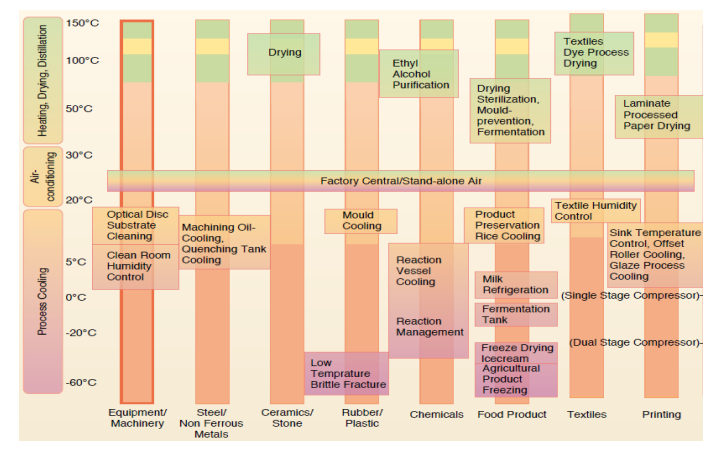 Heating, Drying, Distillation
Air-
conditioning
Process Cooling
150°C
100°C
50°C
30°C
20°C
5°C
0°C
-20°C
-60°C
Drying
Ethyl
Alcohol
Purification
Drying
Sterilization,
Mould-
prevention,
Fermentation
Textiles
Dye Process
Drying
Laminate
Processed
Paper Drying
Factory Central/Stand-alone Air
Optical Disc
Substrate
Cleaning
Clean Room
Humidity
Control
Machining Oil-
Cooling,
Quenching Tank
Cooling
Mould
Cooling
Reaction
Vessel
Cooling
Reaction
Management
Low
Temprature
Brittle Fracture
Product
Preservation
Rice Cooling
Milk
Refrigeration
Fermentation
Tank
Freeze Drying
Icecream
Agricultural
Product
Freezing
Textile Humidity
Control
Sink Temperature
Control, Offset
Roller Cooling,
Glaze Process
Cooling
(Single Stage Compressor)
(Dual Stage Compressor)
Equipment/
Machinery
Steel/
Non Ferrous
Metals
Ceramics/
Stone
Rubber/
Plastic
Chemicals
Food Product
Textiles
Printing